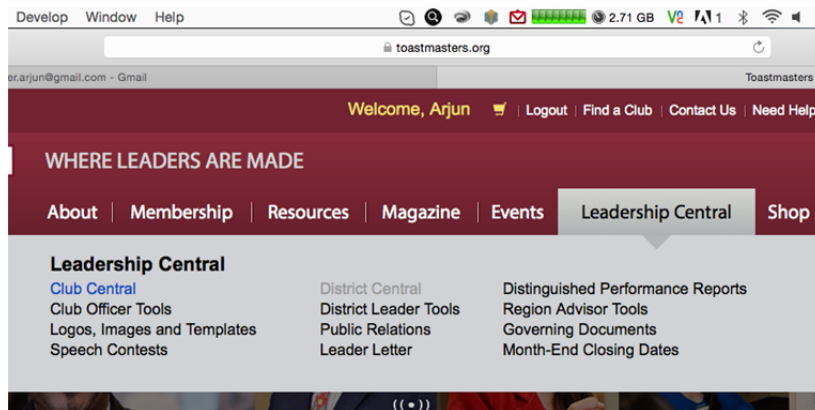 Develop Window Help 2.71 GB 1
toastmasters.org
er.arjun@gmail.com - Gmail Toastmasters
Welcome, Arjun | Logout | Find a Club | Contact Us | Need Help
WHERE LEADERS ARE MADE
About | Membership | Resources | Magazine | Events Leadership Central Shop
Leadership Central
Club Central District Central Distinguished Performance Reports
Club Officer Tools District Leader Tools Region Advisor Tools
Logos, Images and Templates Public Relations Governing Documents
Speech Contests Leader Letter Month-End Closing Dates